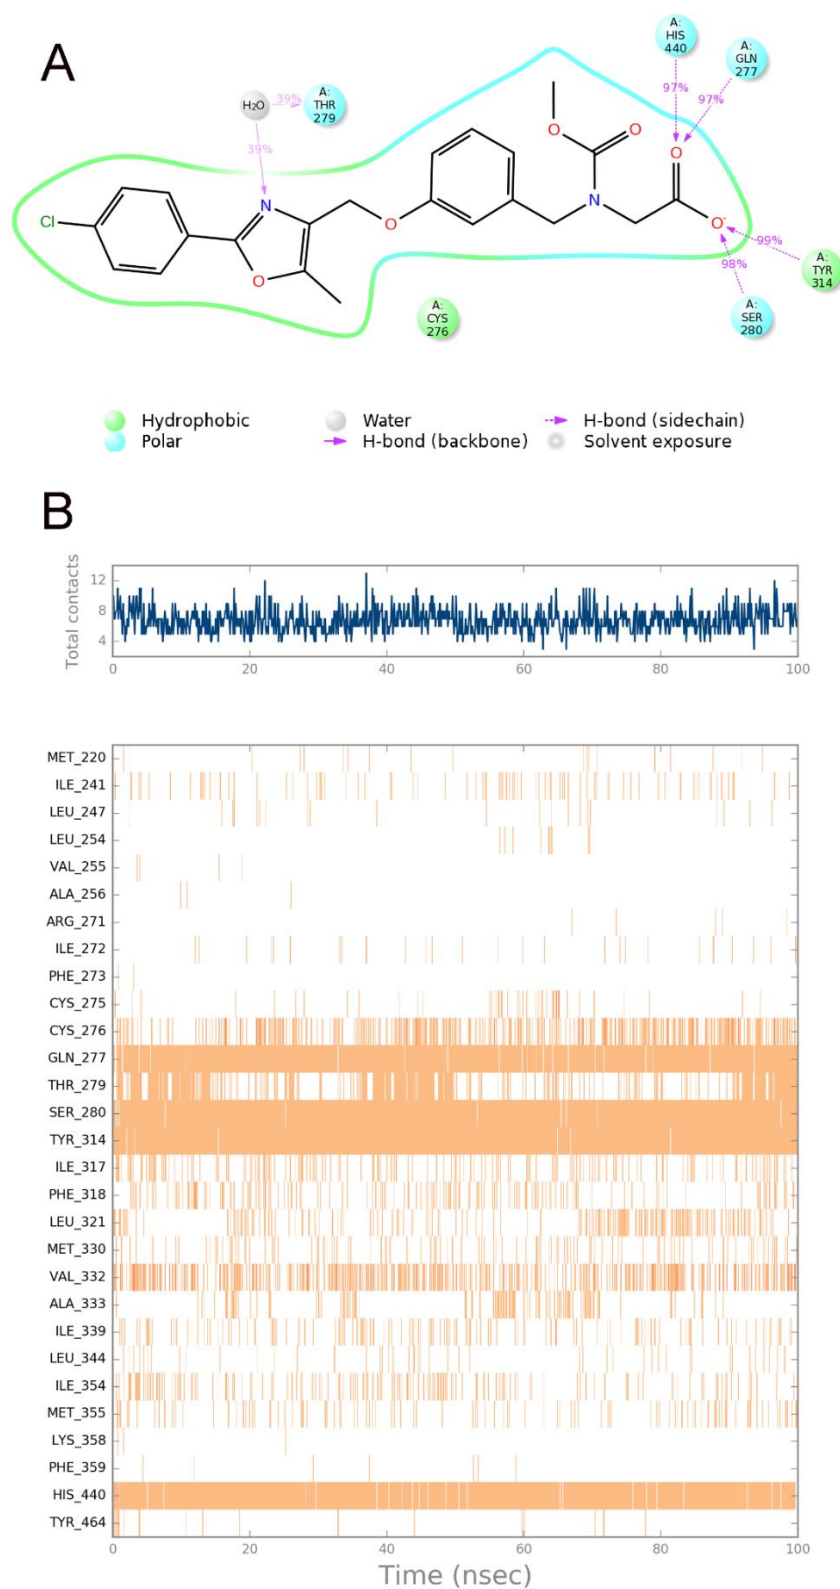 A
A:
HIS
440
A:
GLN
277
97%
97%
H₂O
39%
A:
THR
279
39%
O
O
O
N
N
O
O
O-
Cl
99%
98%
A:
TYR
314
A:
CYS
276
A:
SER
280
Hydrophobic
Water
H-bond (sidechain)
Polar
H-bond (backbone)
Solvent exposure
B
Total contacts
12
8
4
0 20 40 60 80 100
MET_220
ILE_241
LEU_247
LEU_254
VAL_255
ALA_256
ARG_271
ILE_272
PHE_273
CYS_275
CYS_276
GLN_277
THR_279
SER_280
TYR_314
ILE_317
PHE_318
LEU_321
MET_330
VAL_332
ALA_333
ILE_339
LEU_344
ILE_354
MET_355
LYS_358
PHE_359
HIS_440
TYR_464
0 20 40 60 80 100
Time (nsec)